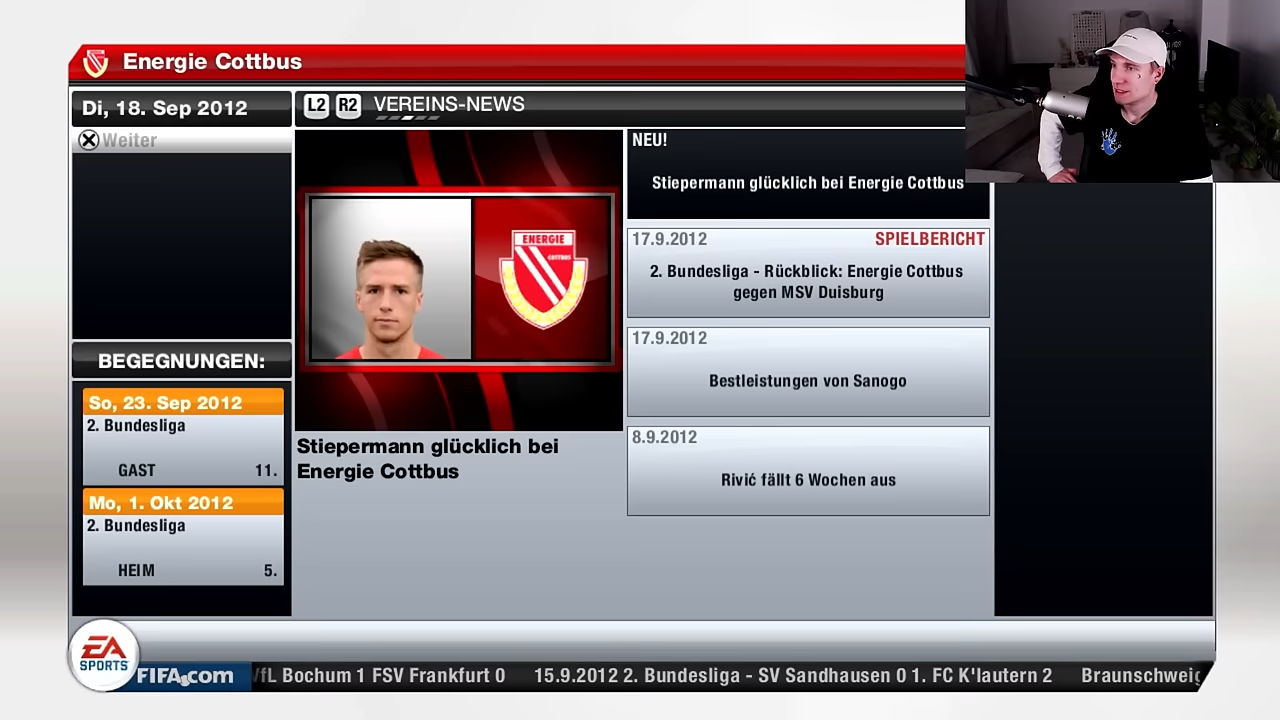 Energie Cottbus
Di, 18. Sep 2012
L2 R2 VEREINS-NEWS
Weiter
NEU!
Stiepermann glücklich bei Energie Cottbus
ENERGIE
COTTBUS
17.9.2012 SPIELBERICHT
2. Bundesliga - Rückblick: Energie Cottbus
gegen MSV Duisburg
17.9.2012
Bestleistungen von Sanogo
8.9.2012
Rivić fällt 6 Wochen aus
Stiepermann glücklich bei
Energie Cottbus
BEGEGNUNGEN:
So, 23. Sep 2012
2. Bundesliga
GAST 11.
Mo, 1. Okt 2012
2. Bundesliga
HEIM 5.
EA
SPORTS
FIFA.com
VfL Bochum 1 FSV Frankfurt 0 15.9.2012 2. Bundesliga - SV Sandhausen 0 1. FC K'lautern 2 Braunschweig